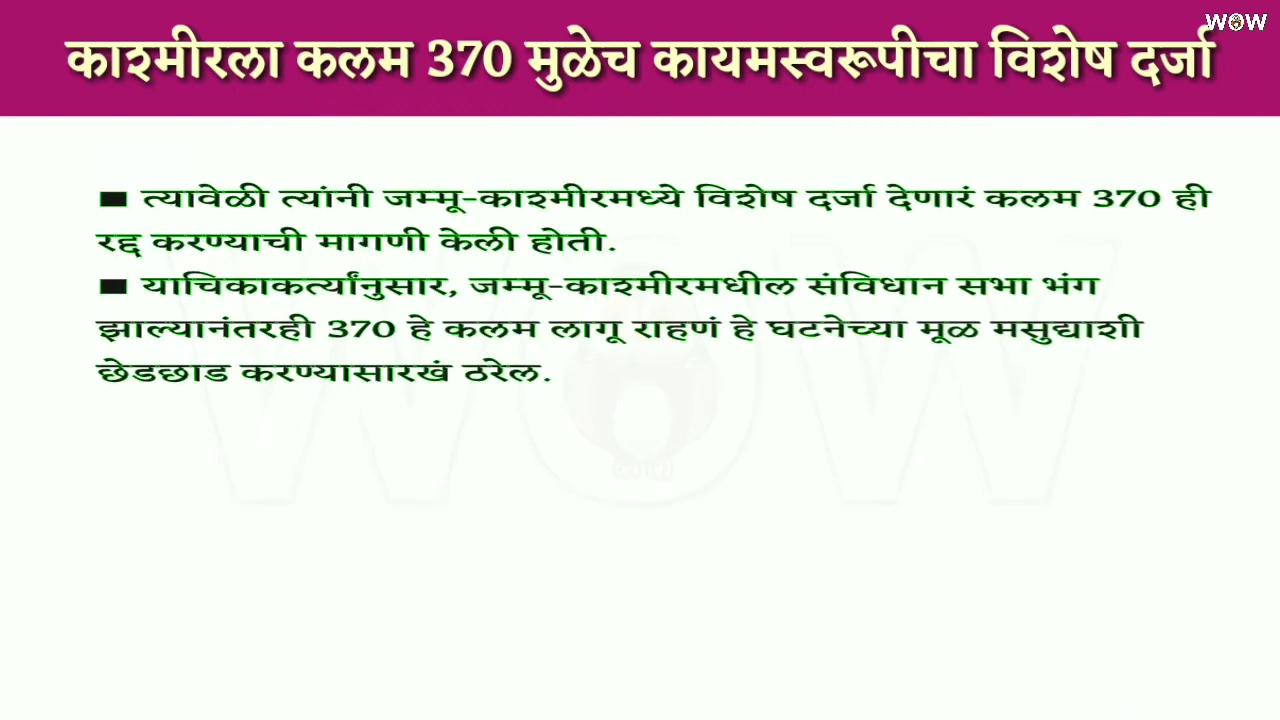 WOW
काश्मीरला कलम 370 मुळेच कायमस्वरूपीचा विशेष दर्जा
■ त्यावेळी त्यांनी जम्मू-काश्मीरमध्ये विशेष दर्जा देणारं कलम 370 ही
रद्द करण्याची मागणी केली होती.
■ याचिकाकर्त्यांनुसार, जम्मू-काश्मीरमधील संविधान सभा भंग
झाल्यानंतरही 370 हे कलम लागू राहणं हे घटनेच्या मूळ मसुद्याशी
छेडछाड करण्यासारखं ठरेल.
WOW